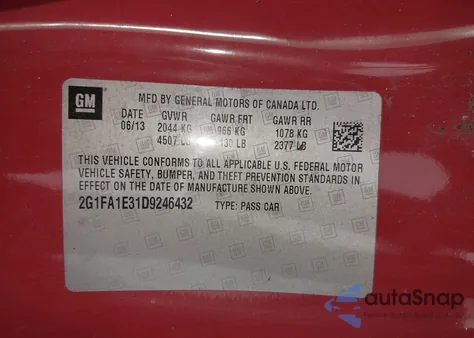 GM
MFD BY GENERAL MOTORS OF CANADA LTD.
DATE GVWR GAWR FRT GAWR RR
06/13 2044 KG 966 KG 1078 KG
4507 LB 130 LB 2377 LB
THIS VEHICLE CONFORMS TO ALL APPLICABLE U.S. FEDERAL MOTOR
VEHICLE SAFETY, BUMPER, AND THEFT PREVENTION STANDARDS IN
EFFECT ON THE DATE OF MANUFACTURE SHOWN ABOVE.
2G1FA1E31D9246432 TYPE: PASS CAR
autoSnap